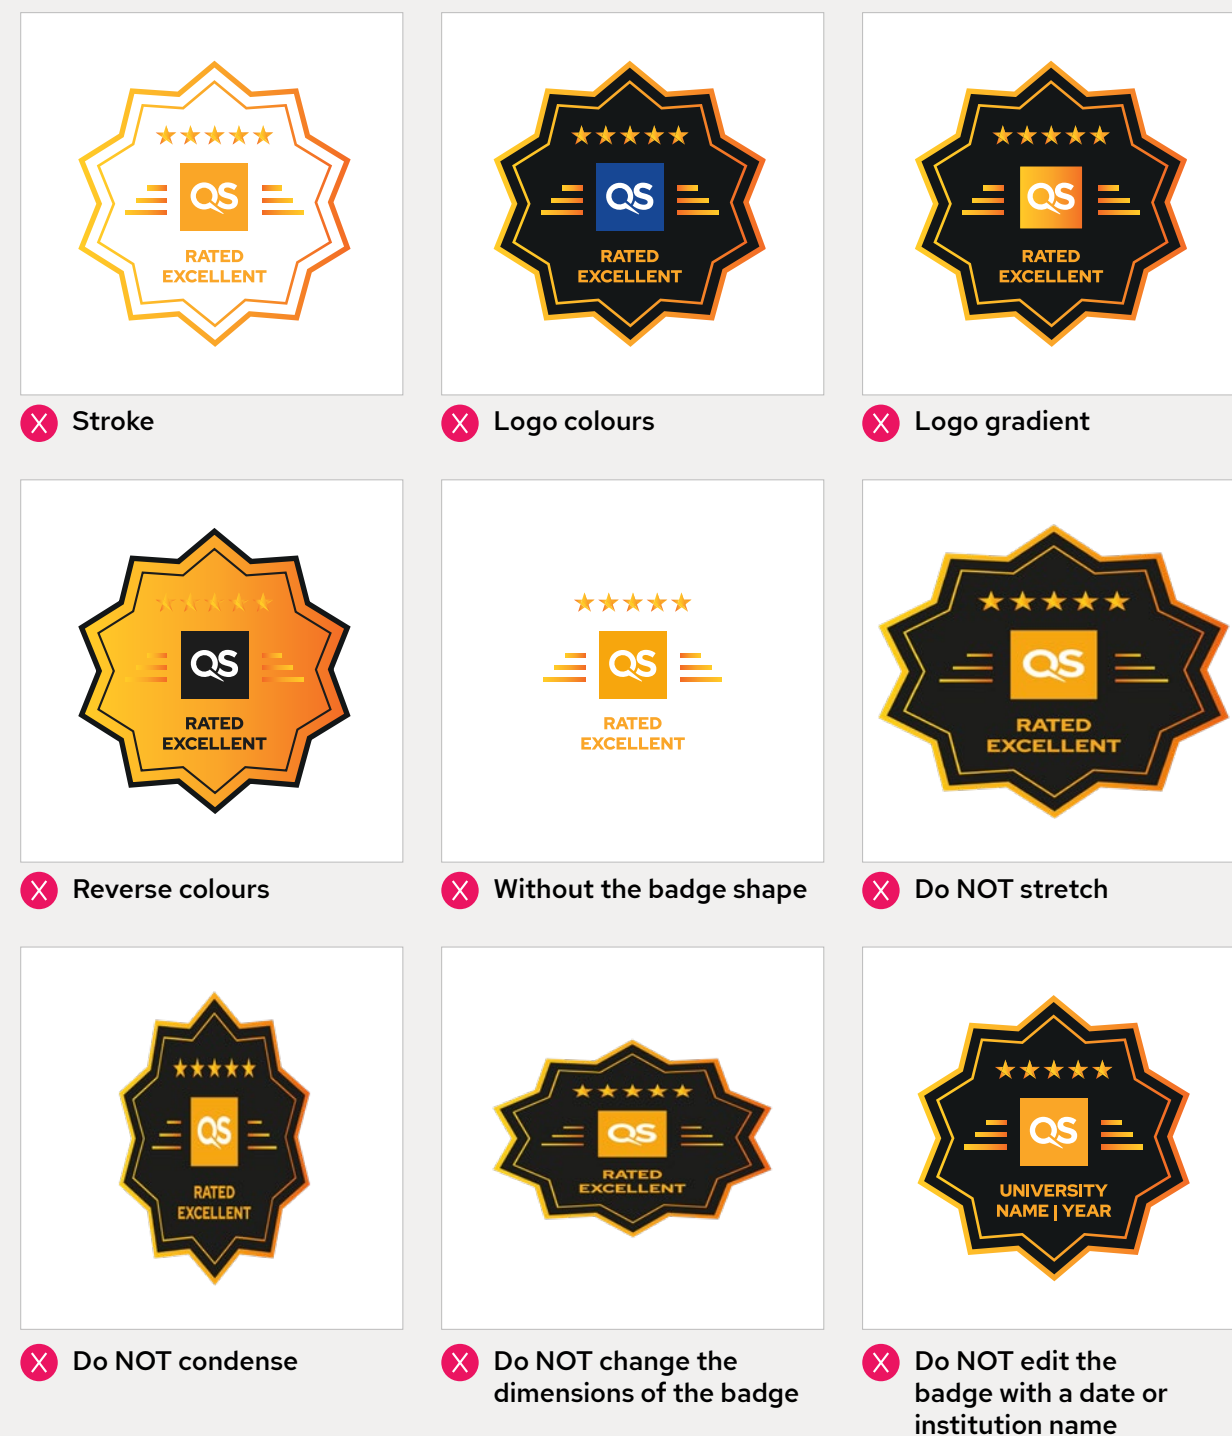 QS
RATED
EXCELLENT
X Stroke
QS
RATED
EXCELLENT
X Logo colours
QS
RATED
EXCELLENT
X Logo gradient
QS
RATED
EXCELLENT
X Reverse colours
QS
RATED
EXCELLENT
X Without the badge shape
QS
RATED
EXCELLENT
X Do NOT stretch
QS
RATED
EXCELLENT
X Do NOT condense
QS
RATED
EXCELLENT
X Do NOT change the
dimensions of the badge
QS
UNIVERSITY
NAME | YEAR
X Do NOT edit the
badge with a date or
institution name